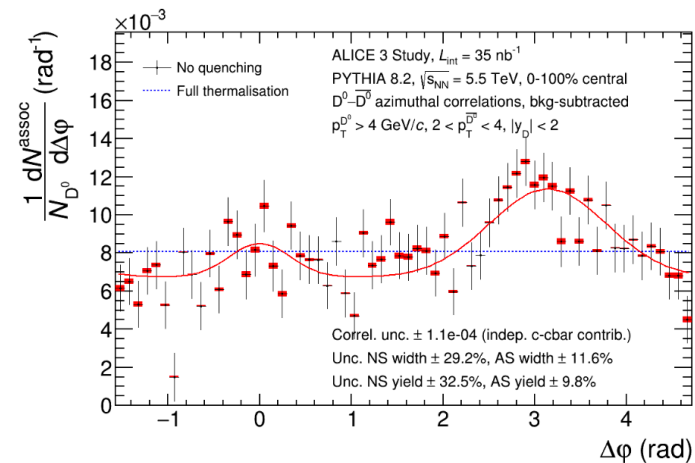 ×10⁻³
1/N_D⁰ dN^assoc/dΔφ (rad⁻¹)
18
16
14
12
10
8
6
4
2
0
No quenching
Full thermalisation
ALICE 3 Study, L_int = 35 nb⁻¹
PYTHIA 8.2, √s_NN = 5.5 TeV, 0-100% central
D⁰–D̅⁰ azimuthal correlations, bkg-subtracted
p_T^D⁰ > 4 GeV/c, 2 < p_T^D̅⁰ < 4, |y_D| < 2
Correl. unc. ± 1.1e-04 (indep. c-cbar contrib.)
Unc. NS width ± 29.2%, AS width ± 11.6%
Unc. NS yield ± 32.5%, AS yield ± 9.8%
−1 0 1 2 3 4
Δφ (rad)